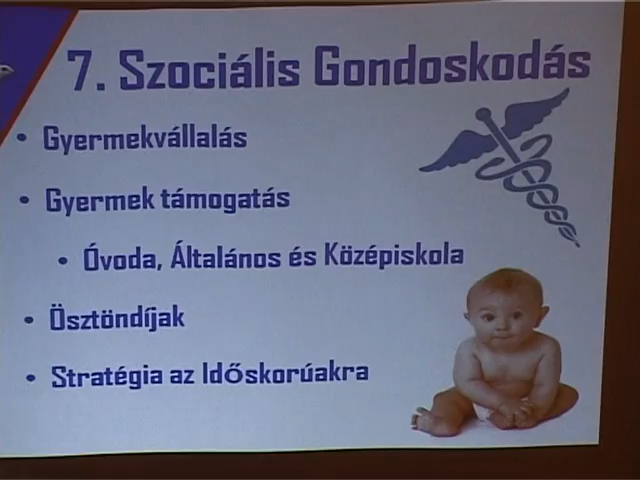 7. Szociális Gondoskodás
• Gyermekvállalás
• Gyermek támogatás
• Óvoda, Általános és Középiskola
• Ösztöndíjak
• Stratégia az Időskorúakra